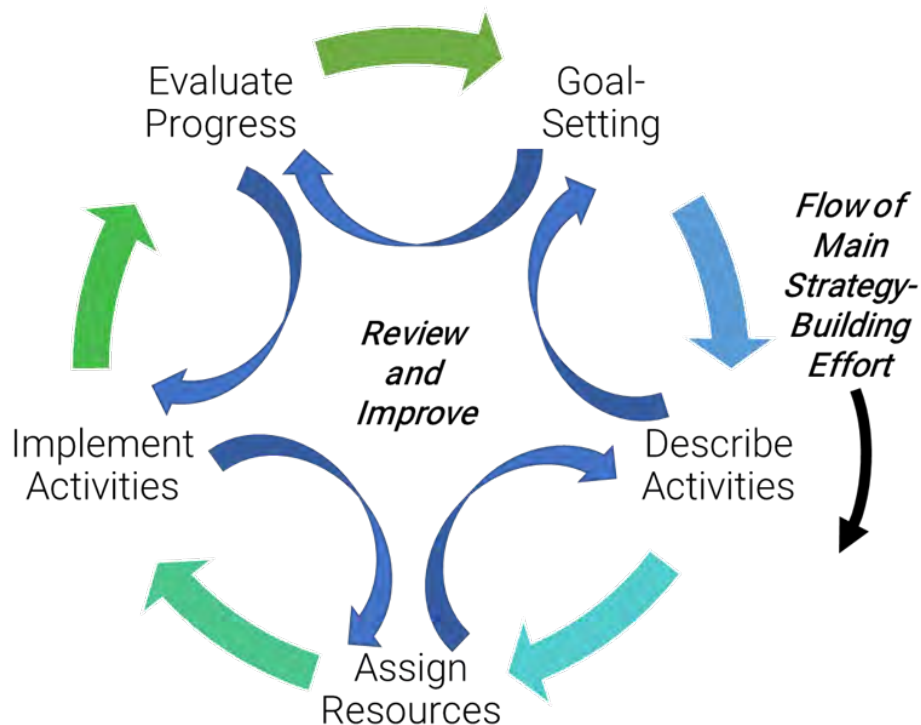 Evaluate
Progress
Goal-
Setting
Flow of
Main
Strategy-
Building
Effort
Review
and
Improve
Implement
Activities
Describe
Activities
Assign
Resources